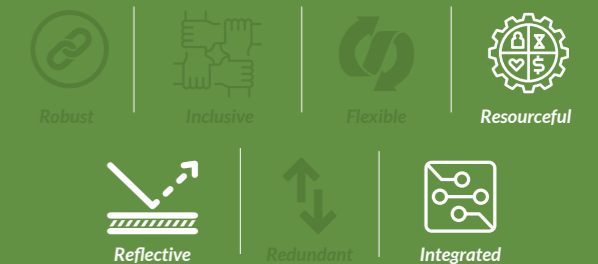 Robust
Inclusive
Flexible
Resourceful
Reflective
Redundant
Integrated